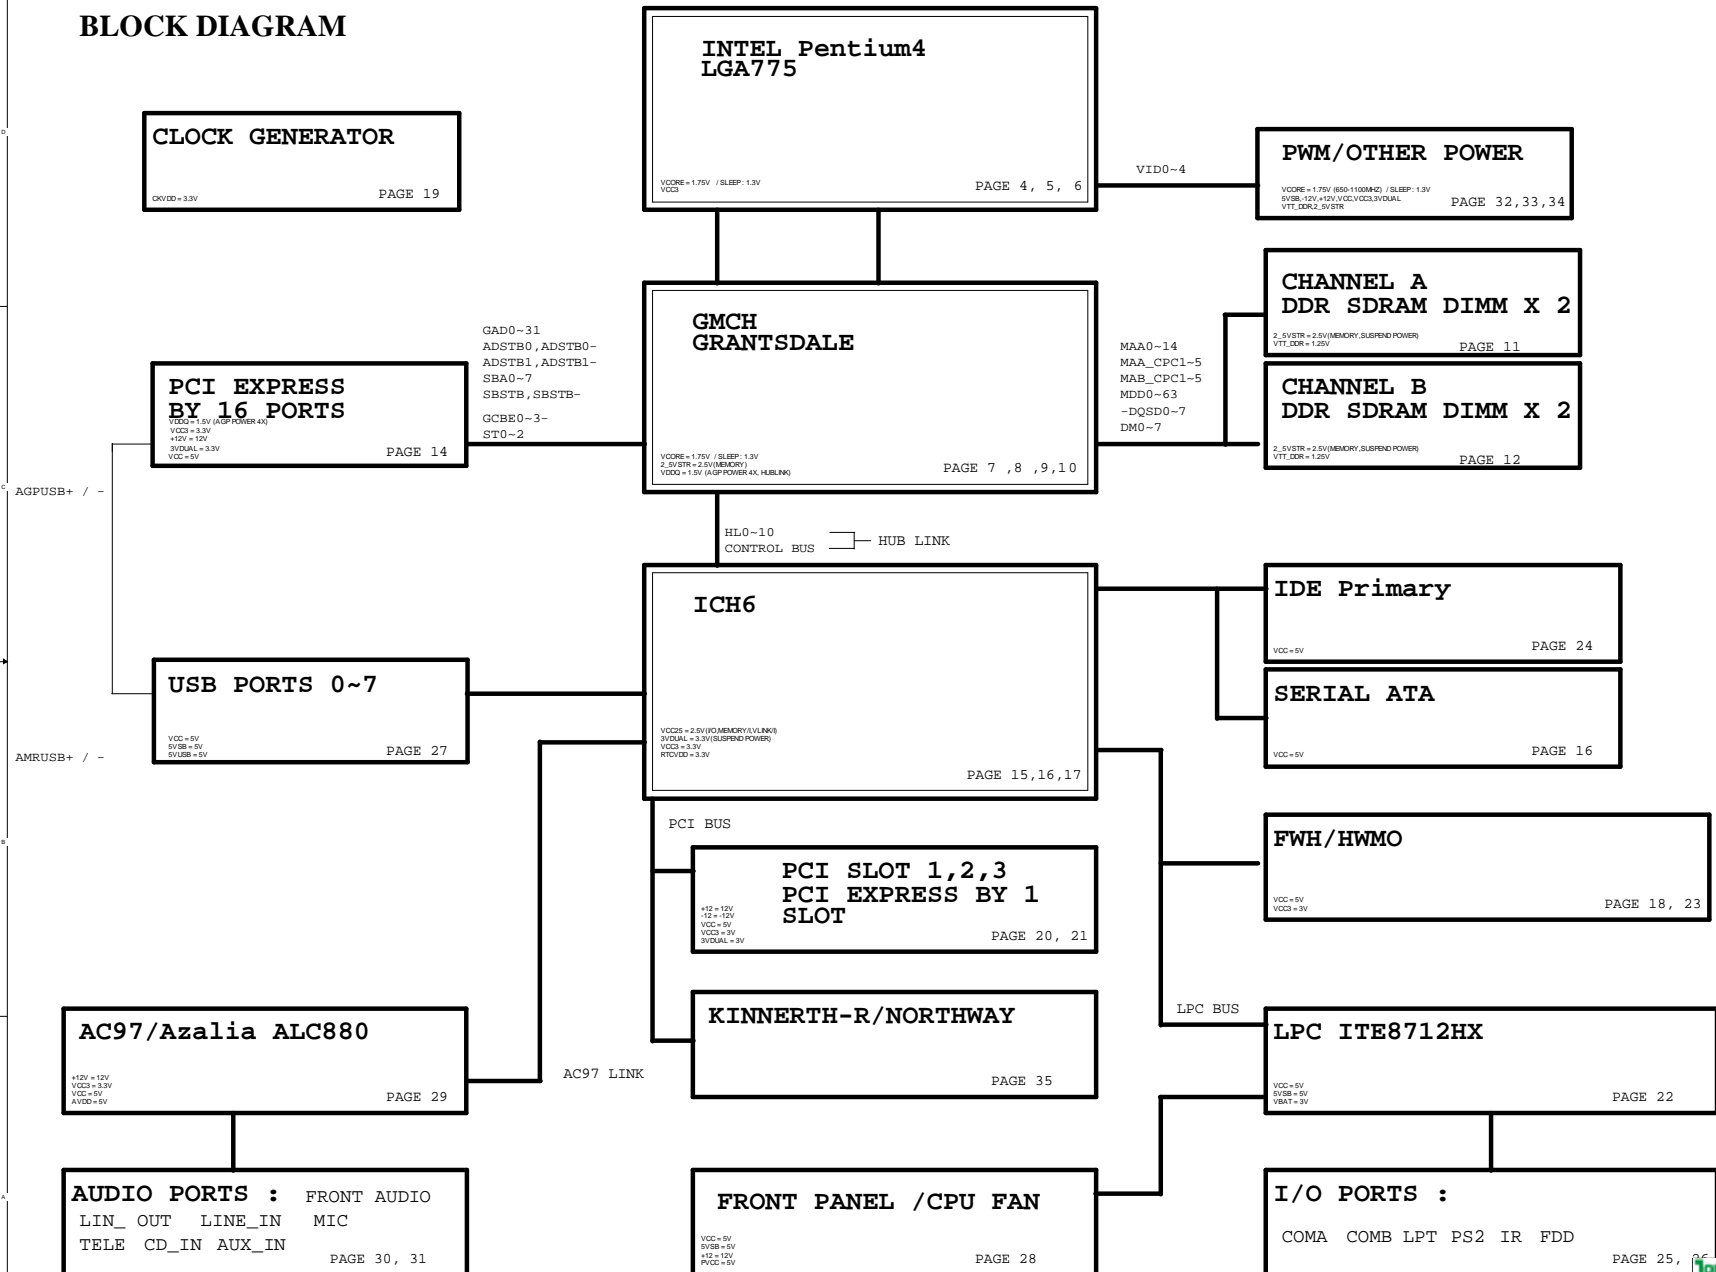 BLOCK DIAGRAM
INTEL Pentium4
LGA775
VCORE = 1.75V / SLEEP : 1.3V
VCC3
PAGE 4, 5, 6
CLOCK GENERATOR
CKVDD = 3.3V
PAGE 19
VID0~4
PWM/OTHER POWER
VCORE = 1.75V (650-1100MHZ) / SLEEP : 1.3V
5VSB,-12V,+12V,VCC,VCC3,3VDUAL
VTT_DDR,2_5VSTR
PAGE 32,33,34
CHANNEL A
DDR SDRAM DIMM X 2
2_5VSTR = 2.5V(MEMORY,SUSPEND POWER)
VTT_DDR = 1.25V
PAGE 11
CHANNEL B
DDR SDRAM DIMM X 2
2_5VSTR = 2.5V(MEMORY,SUSPEND POWER)
VTT_DDR = 1.25V
PAGE 12
GMCH
GRANTSDALE
VCORE = 1.75V / SLEEP : 1.3V
2_5VSTR = 2.5V(MEMORY)
VDDQ = 1.5V (AGP POWER 4X, HUBLINK)
PAGE 7 ,8 ,9,10
GAD0~31
ADSTB0,ADSTB0-
ADSTB1,ADSTB1-
SBA0~7
SBSTB,SBSTB-
GCBE0~3-
ST0~2
MAA0~14
MAA_CPC1~5
MAB_CPC1~5
MDD0~63
-DQSD0~7
DM0~7
PCI EXPRESS
BY 16 PORTS
VDDQ = 1.5V (AGP POWER 4X)
VCC3 = 3.3V
+12V = 12V
3VDUAL = 3.3V
VCC = 5V
PAGE 14
AGPUSB+ / -
HL0~10
CONTROL BUS
HUB LINK
ICH6
VCC25 = 2.5V(I/O,MEMORY/I,VLINK/I)
3VDUAL = 3.3V(SUSPEND POWER)
VCC3 = 3.3V
RTCVDD = 3.3V
PAGE 15,16,17
IDE Primary
VCC = 5V
PAGE 24
SERIAL ATA
VCC = 5V
PAGE 16
USB PORTS 0~7
VCC = 5V
5VSB = 5V
5VUSB = 5V
PAGE 27
AMRUSB+ / -
PCI BUS
PCI SLOT 1,2,3
PCI EXPRESS BY 1
SLOT
+12 = 12V
-12 = -12V
VCC = 5V
VCC3 = 3V
3VDUAL = 3V
PAGE 20, 21
FWH/HWMO
VCC = 5V
VCC3 = 3V
PAGE 18, 23
KINNERTH-R/NORTHWAY
PAGE 35
AC97/Azalia ALC880
+12V = 12V
VCC3 = 3.3V
VCC = 5V
AVDD = 5V
PAGE 29
AC97 LINK
LPC BUS
LPC ITE8712HX
VCC = 5V
5VSB = 5V
VBAT = 3V
PAGE 22
AUDIO PORTS : FRONT AUDIO
LIN_ OUT LINE_IN MIC
TELE CD_IN AUX_IN
PAGE 30, 31
FRONT PANEL /CPU FAN
VCC = 5V
5VSB = 5V
+12 = 12V
PVCC = 5V
PAGE 28
I/O PORTS :
COMA COMB LPT PS2 IR FDD
PAGE 25,
D
C
B
A